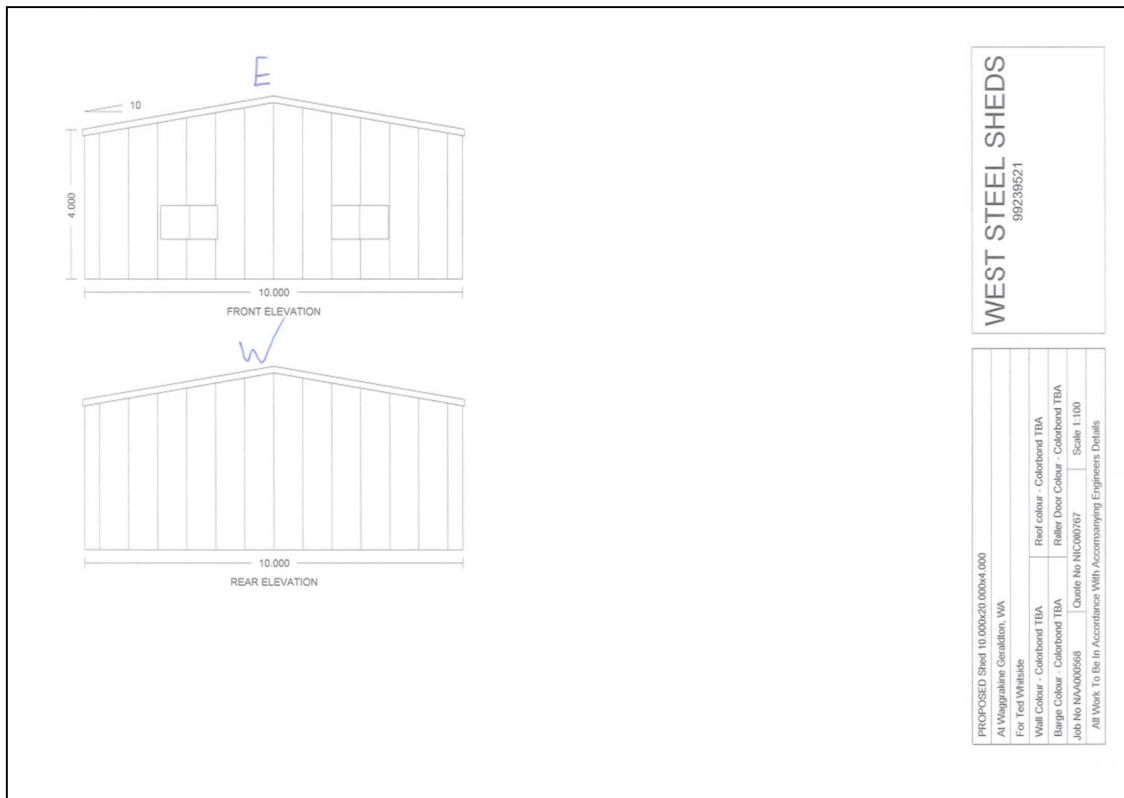 E
10
4.000
10.000
FRONT ELEVATION
W
10.000
REAR ELEVATION
WEST STEEL SHEDS
99239521
PROPOSED Shed 10.000x20.000x4.000
At Waggrakine Geraldton, WA
For Ted Whitside
Wall Colour - Colorbond TBA
Roof colour - Colorbond TBA
Barge Colour - Colorbond TBA
Roller Door Colour - Colorbond TBA
Job No NAA000568
Quote No NIC000767
Scale 1:100
All Work To Be In Accordance With Accompanying Engineers Details